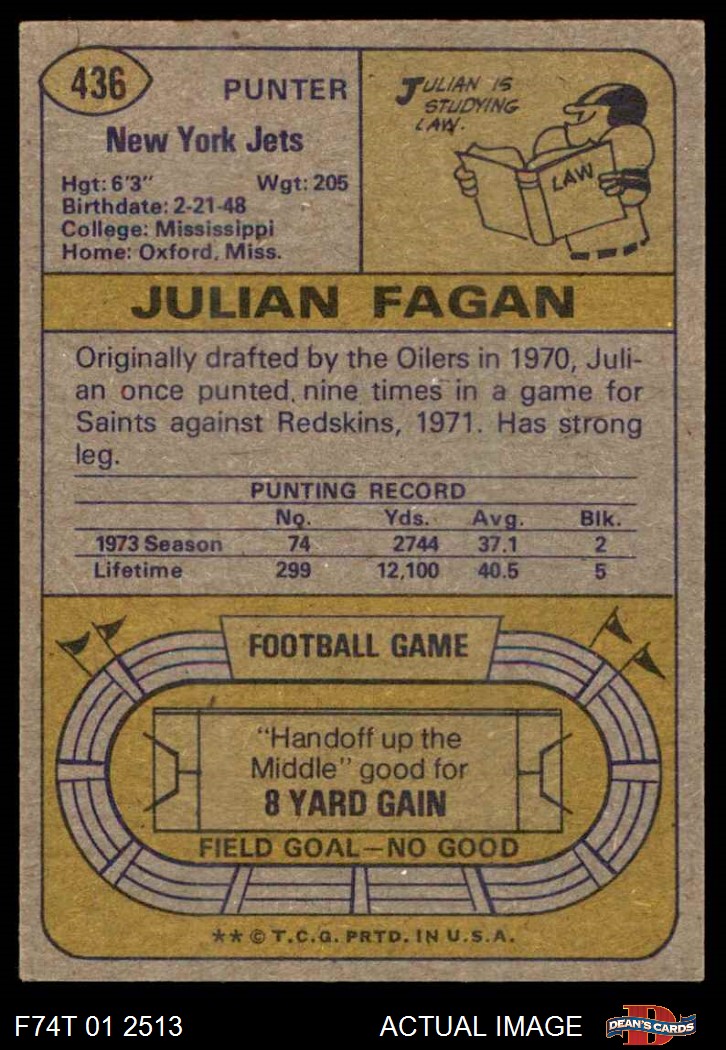 436
PUNTER
New York Jets
Hgt: 6'3" Wgt: 205
Birthdate: 2-21-48
College: Mississippi
Home: Oxford, Miss.
JULIAN IS
STUDYING
LAW.
LAW
JULIAN FAGAN
Originally drafted by the Oilers in 1970, Juli-
an once punted nine times in a game for
Saints against Redskins, 1971. Has strong
leg.
PUNTING RECORD
No. Yds. Avg. Blk.
1973 Season 74 2744 37.1 2
Lifetime 299 12,100 40.5 5
FOOTBALL GAME
"Handoff up the
Middle" good for
8 YARD GAIN
FIELD GOAL—NO GOOD
** © T.C.G. PRTD. IN U.S.A.
F74T 01 2513 ACTUAL IMAGE
D
DEAN'S CARDS